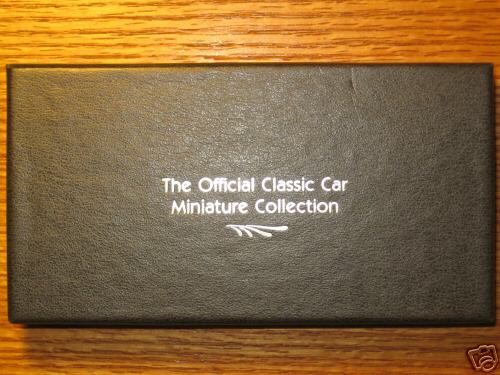 The Official Classic Car
Miniature Collection